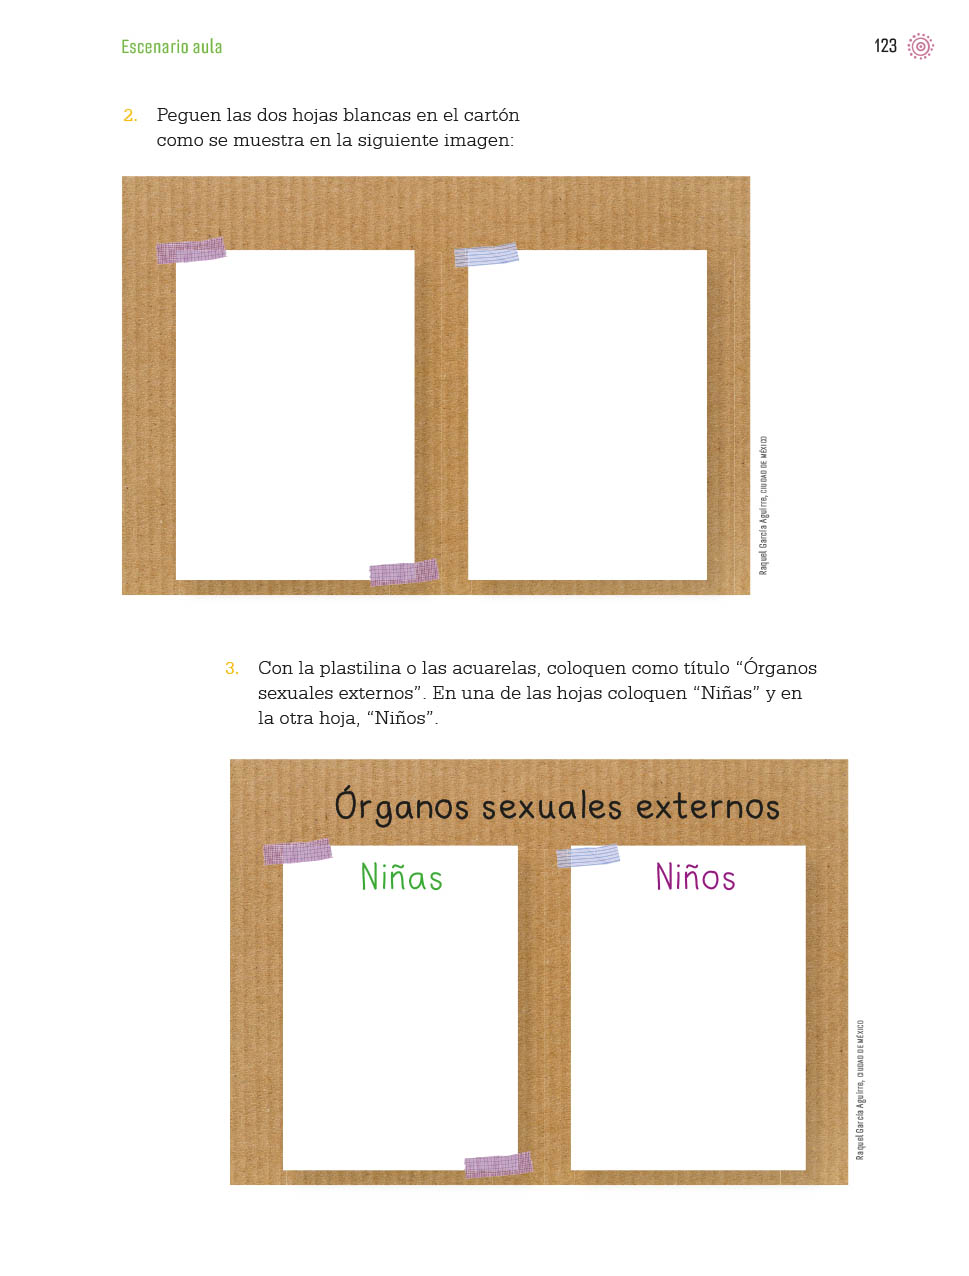 Escenario aula
123
2. Peguen las dos hojas blancas en el cartón
como se muestra en la siguiente imagen:
Raquel García Aguirre, CIUDAD DE MÉXICO
3. Con la plastilina o las acuarelas, coloquen como título “Órganos
sexuales externos”. En una de las hojas coloquen “Niñas” y en
la otra hoja, “Niños”.
Órganos sexuales externos
Niñas
Niños
Raquel García Aguirre, CIUDAD DE MÉXICO